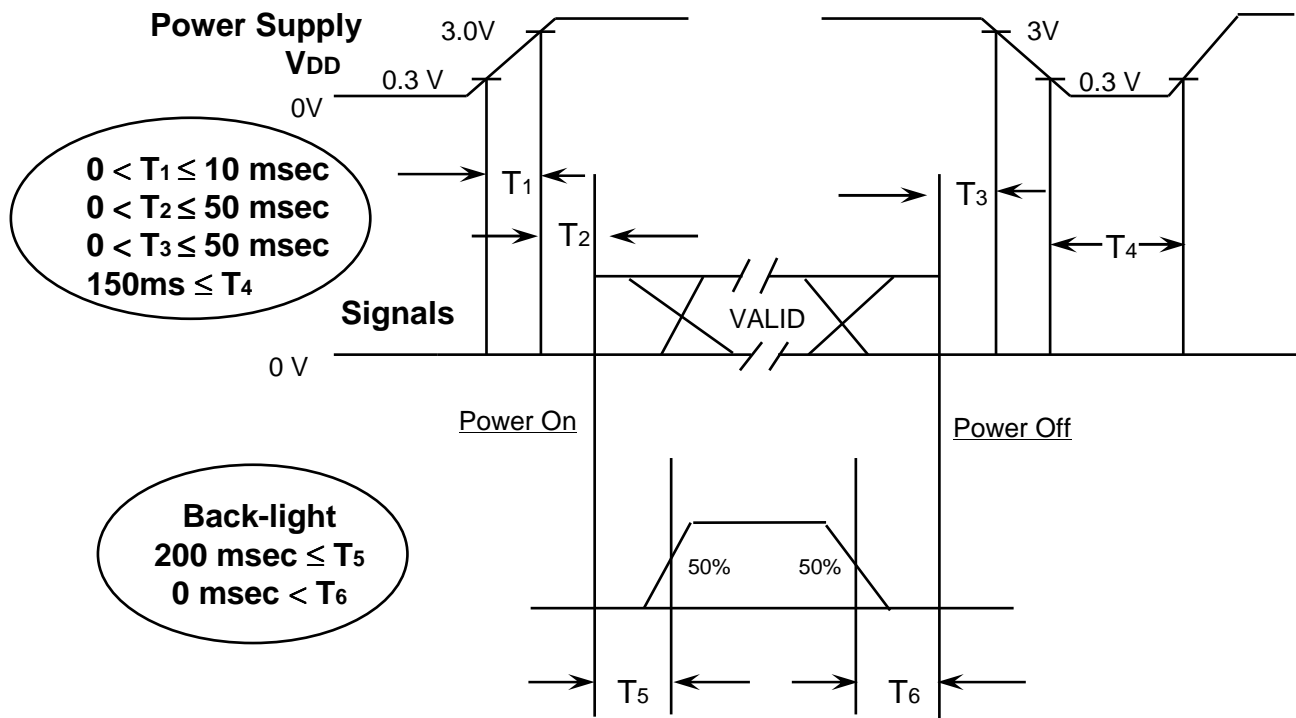 Power Supply
VDD
3.0V
3V
0.3 V
0.3 V
0V
0 < T1 ≤ 10 msec
0 < T2 ≤ 50 msec
0 < T3 ≤ 50 msec
150ms ≤ T4
T1
T3
T2
T4
Signals
VALID
0 V
Power On
Power Off
Back-light
200 msec ≤ T5
0 msec < T6
50%
50%
T5
T6